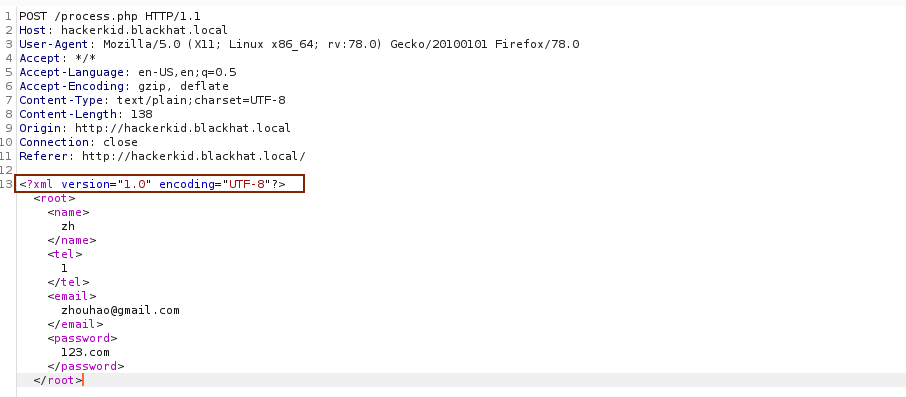 1 POST /process.php HTTP/1.1
2 Host: hackerkid.blackhat.local
3 User-Agent: Mozilla/5.0 (X11; Linux x86_64; rv:78.0) Gecko/20100101 Firefox/78.0
4 Accept: */*
5 Accept-Language: en-US,en;q=0.5
6 Accept-Encoding: gzip, deflate
7 Content-Type: text/plain;charset=UTF-8
8 Content-Length: 138
9 Origin: http://hackerkid.blackhat.local
10 Connection: close
11 Referer: http://hackerkid.blackhat.local/
12
13 <?xml version="1.0" encoding="UTF-8"?>
<root>
<name>
zh
</name>
<tel>
1
</tel>
<email>
zhouhao@gmail.com
</email>
<password>
123.com
</password>
</root>